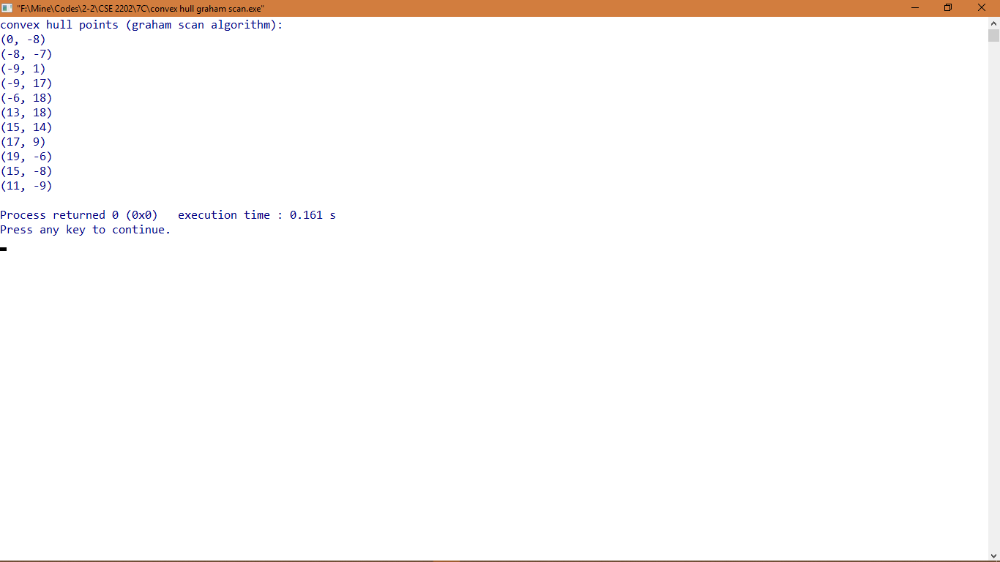 "F:\Mine\Codes\2-2\CSE 2202\7C\convex hull graham scan.exe"
convex hull points (graham scan algorithm):
(0, -8)
(-8, -7)
(-9, 1)
(-9, 17)
(-6, 18)
(13, 18)
(15, 14)
(17, 9)
(19, -6)
(15, -8)
(11, -9)
Process returned 0 (0x0)   execution time : 0.161 s
Press any key to continue.